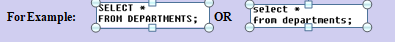 For Example: SELECT *
FROM DEPARTMENTS; OR select *
from departments;